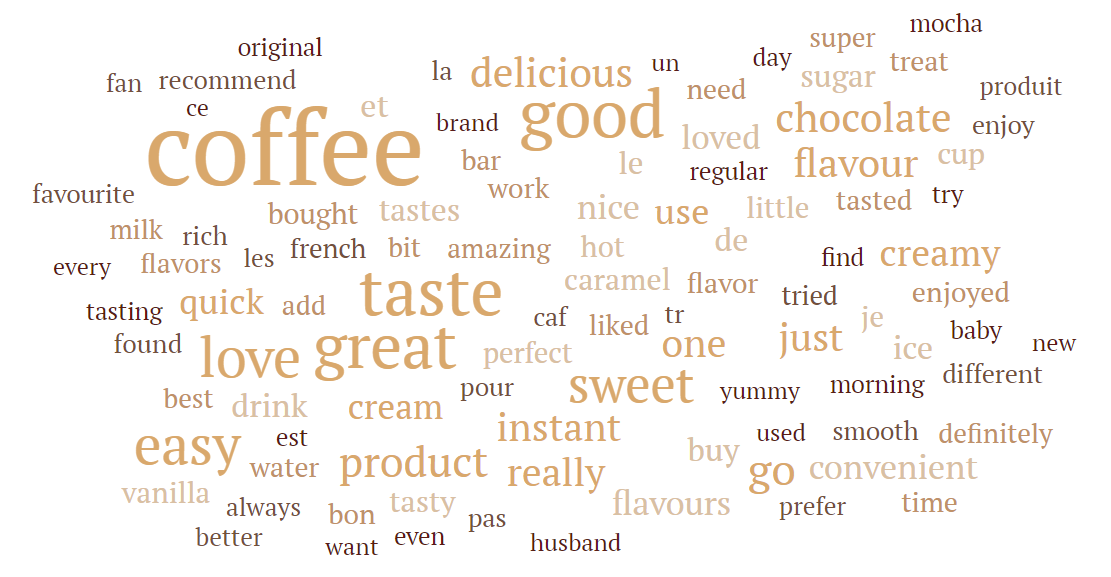 mocha
original
super
day
la
delicious
un
treat
fan
recommend
sugar
need
produit
ce
et
good
chocolate
coffee
brand
loved
enjoy
bar
le
regular
flavour
cup
favourite
work
bought
tastes
nice
use
little
tasted
try
milk
rich
french
bit
amazing
hot
de
find
creamy
every
flavors
les
caramel
flavor
tasting
quick
add
taste
tried
enjoyed
caf
liked
tr
je
found
love
great
perfect
one
just
ice
baby
new
best
drink
cream
pour
sweet
yummy
morning
different
easy
est
instant
used
smooth
definitely
water
product
really
buy
go
convenient
vanilla
always
bon
tasty
pas
flavours
prefer
time
better
want
even
husband